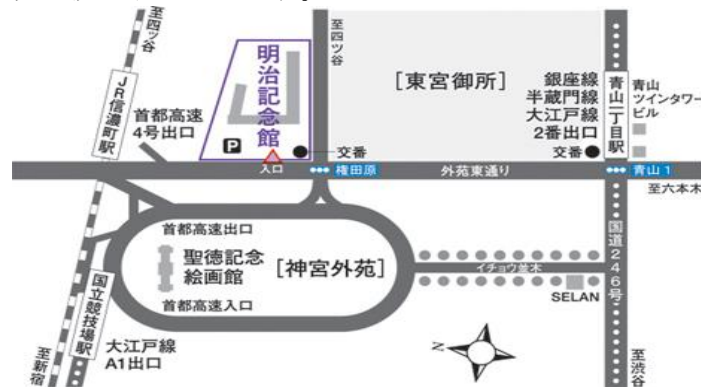 至四ツ谷
JR信濃町駅
首都高速
4号出口
明治記念館
P
入口
至四ツ谷
交番
権田原
[東宮御所]
外苑東通り
銀座線
半蔵門線
大江戸線
2番出口
交番
青山一丁目駅
青山
ツインタワー
ビル
青山1
至六本木
首都高速出口
聖徳記念
絵画館
[神宮外苑]
首都高速入口
イチョウ並木
SELAN
国道246号
国立競技場駅
大江戸線
A1出口
至新宿
N
至渋谷